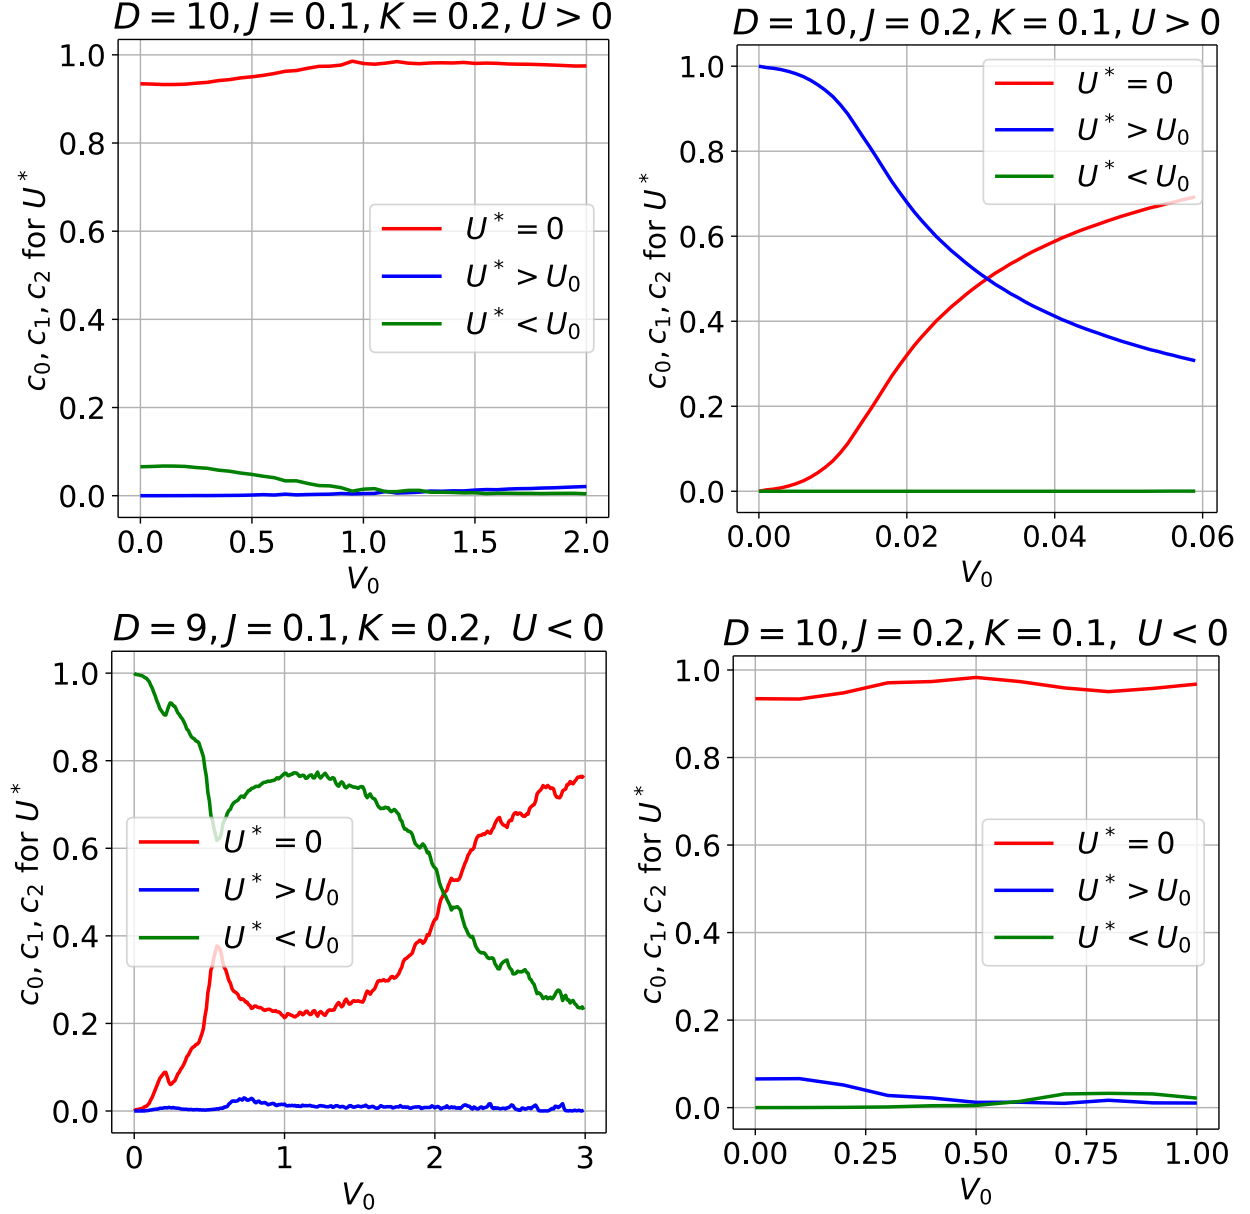 D = 10, J = 0.1, K = 0.2, U > 0
c₀, c₁, c₂ for U*
1.0
0.8
0.6
0.4
0.2
0.0
U* = 0
U* > U₀
U* < U₀
0.0 0.5 1.0 1.5 2.0
V₀
D = 10, J = 0.2, K = 0.1, U > 0
c₀, c₁, c₂ for U*
1.0
0.8
0.6
0.4
0.2
0.0
U* = 0
U* > U₀
U* < U₀
0.00 0.02 0.04 0.06
V₀
D = 9, J = 0.1, K = 0.2, U < 0
c₀, c₁, c₂ for U*
1.0
0.8
0.6
0.4
0.2
0.0
U* = 0
U* > U₀
U* < U₀
0 1 2 3
V₀
D = 10, J = 0.2, K = 0.1, U < 0
c₀, c₁, c₂ for U*
1.0
0.8
0.6
0.4
0.2
0.0
U* = 0
U* > U₀
U* < U₀
0.00 0.25 0.50 0.75 1.00
V₀